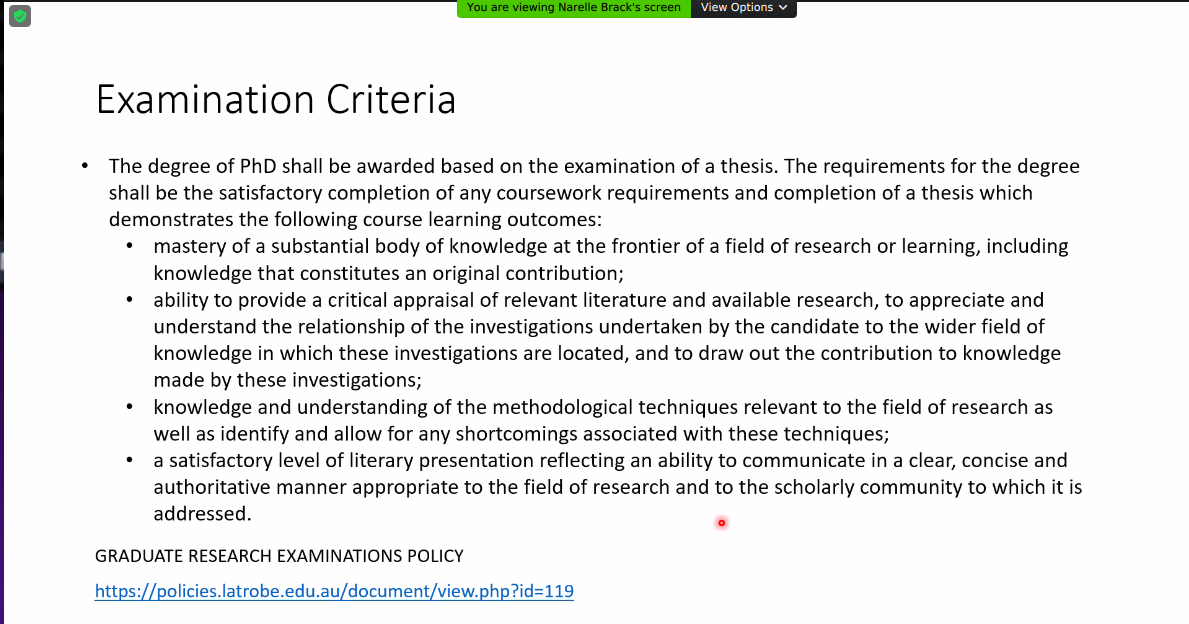 You are viewing Narelle Brack's screen
View Options
Examination Criteria
• The degree of PhD shall be awarded based on the examination of a thesis. The requirements for the degree
shall be the satisfactory completion of any coursework requirements and completion of a thesis which
demonstrates the following course learning outcomes:
• mastery of a substantial body of knowledge at the frontier of a field of research or learning, including
knowledge that constitutes an original contribution;
• ability to provide a critical appraisal of relevant literature and available research, to appreciate and
understand the relationship of the investigations undertaken by the candidate to the wider field of
knowledge in which these investigations are located, and to draw out the contribution to knowledge
made by these investigations;
• knowledge and understanding of the methodological techniques relevant to the field of research as
well as identify and allow for any shortcomings associated with these techniques;
• a satisfactory level of literary presentation reflecting an ability to communicate in a clear, concise and
authoritative manner appropriate to the field of research and to the scholarly community to which it is
addressed.
GRADUATE RESEARCH EXAMINATIONS POLICY
https://policies.latrobe.edu.au/document/view.php?id=119